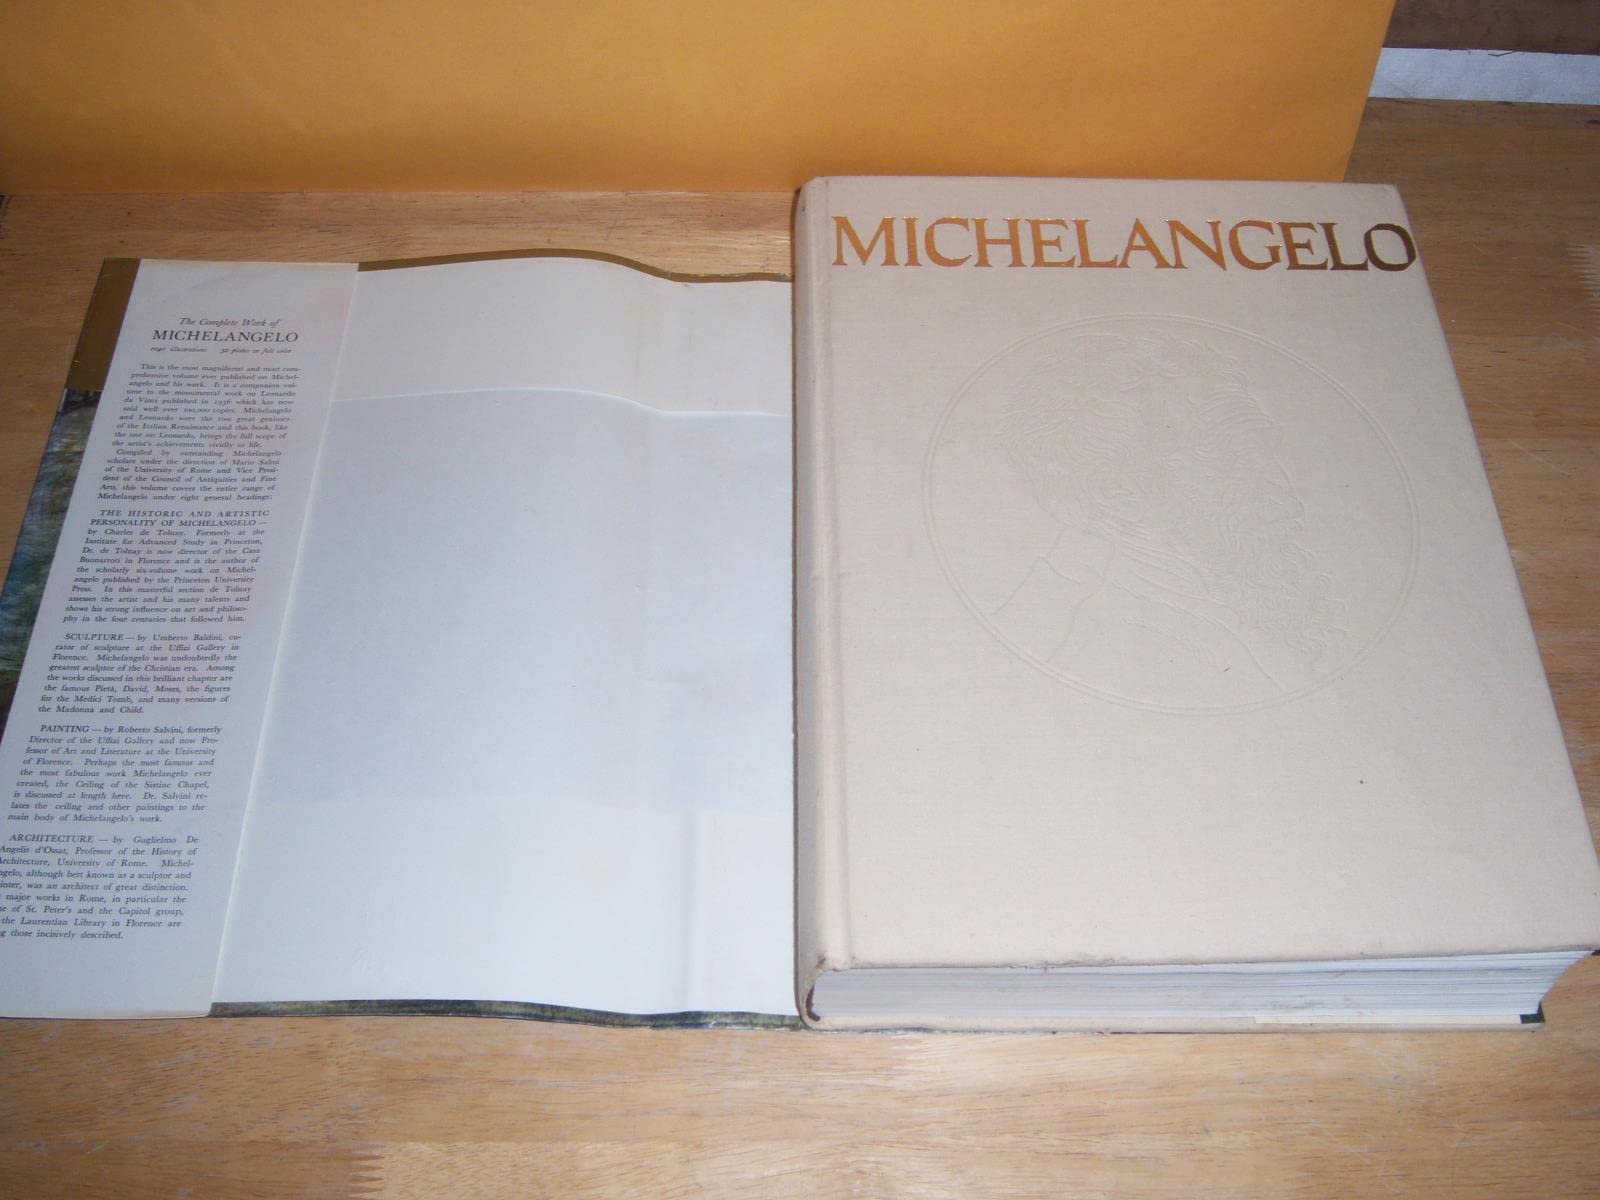 The Complete Work of
MICHELANGELO
illustrations 32 plates in full color
This is the most magnificent and most com-
prehensive volume ever published on Michel-
angelo and his work. It is a companion vol-
ume to the monumental work on Leonardo
da Vinci published in 1956 which has now
sold well over 100,000 copies. Michelangelo
and Leonardo were the two great geniuses
of the Italian Renaissance and this book, like
the one on Leonardo, brings the full scope of
the artist's achievements vividly to life.
Compiled by outstanding Michelangelo
scholars under the direction of Mario Salmi
of the University of Rome and Vice Presi-
dent of the Council of Antiquities and Fine
Arts, this volume covers the entire range of
Michelangelo under eight general headings:
THE HISTORIC AND ARTISTIC
PERSONALITY OF MICHELANGELO —
by Charles de Tolnay. Formerly at the
Institute for Advanced Study in Princeton,
Dr. de Tolnay is now director of the Casa
Buonarroti in Florence and is the author of
the scholarly six-volume work on Michel-
angelo published by the Princeton University
Press. In this masterful section de Tolnay
assesses the artist and his many talents and
shows his strong influence on art and philoso-
phy in the four centuries that followed him.
SCULPTURE — by Umberto Baldini, cu-
rator of sculpture at the Uffizi Gallery in
Florence. Michelangelo was undoubtedly the
greatest sculptor of the Christian era. Among
the works discussed in this brilliant chapter are
the famous Pietà, David, Moses, the figures
for the Medici Tomb, and many versions of
the Madonna and Child.
PAINTING — by Roberto Salvini, formerly
Director of the Uffizi Gallery and now Pro-
fessor of Art and Literature at the University
of Florence. Perhaps the most famous and
the most fabulous work Michelangelo ever
created, the Ceiling of the Sistine Chapel,
is discussed at length here. Dr. Salvini re-
lates the ceiling and other paintings to the
main body of Michelangelo's work.
ARCHITECTURE — by Guglielmo De
Angelis d'Ossat, Professor of the History of
Architecture, University of Rome. Michel-
ngelo, although best known as a sculptor and
inter, was an architect of great distinction.
major works in Rome, in particular the
e of St. Peter's and the Capitol group,
the Laurentian Library in Florence are
g those incisively described.
MICHELANGELO